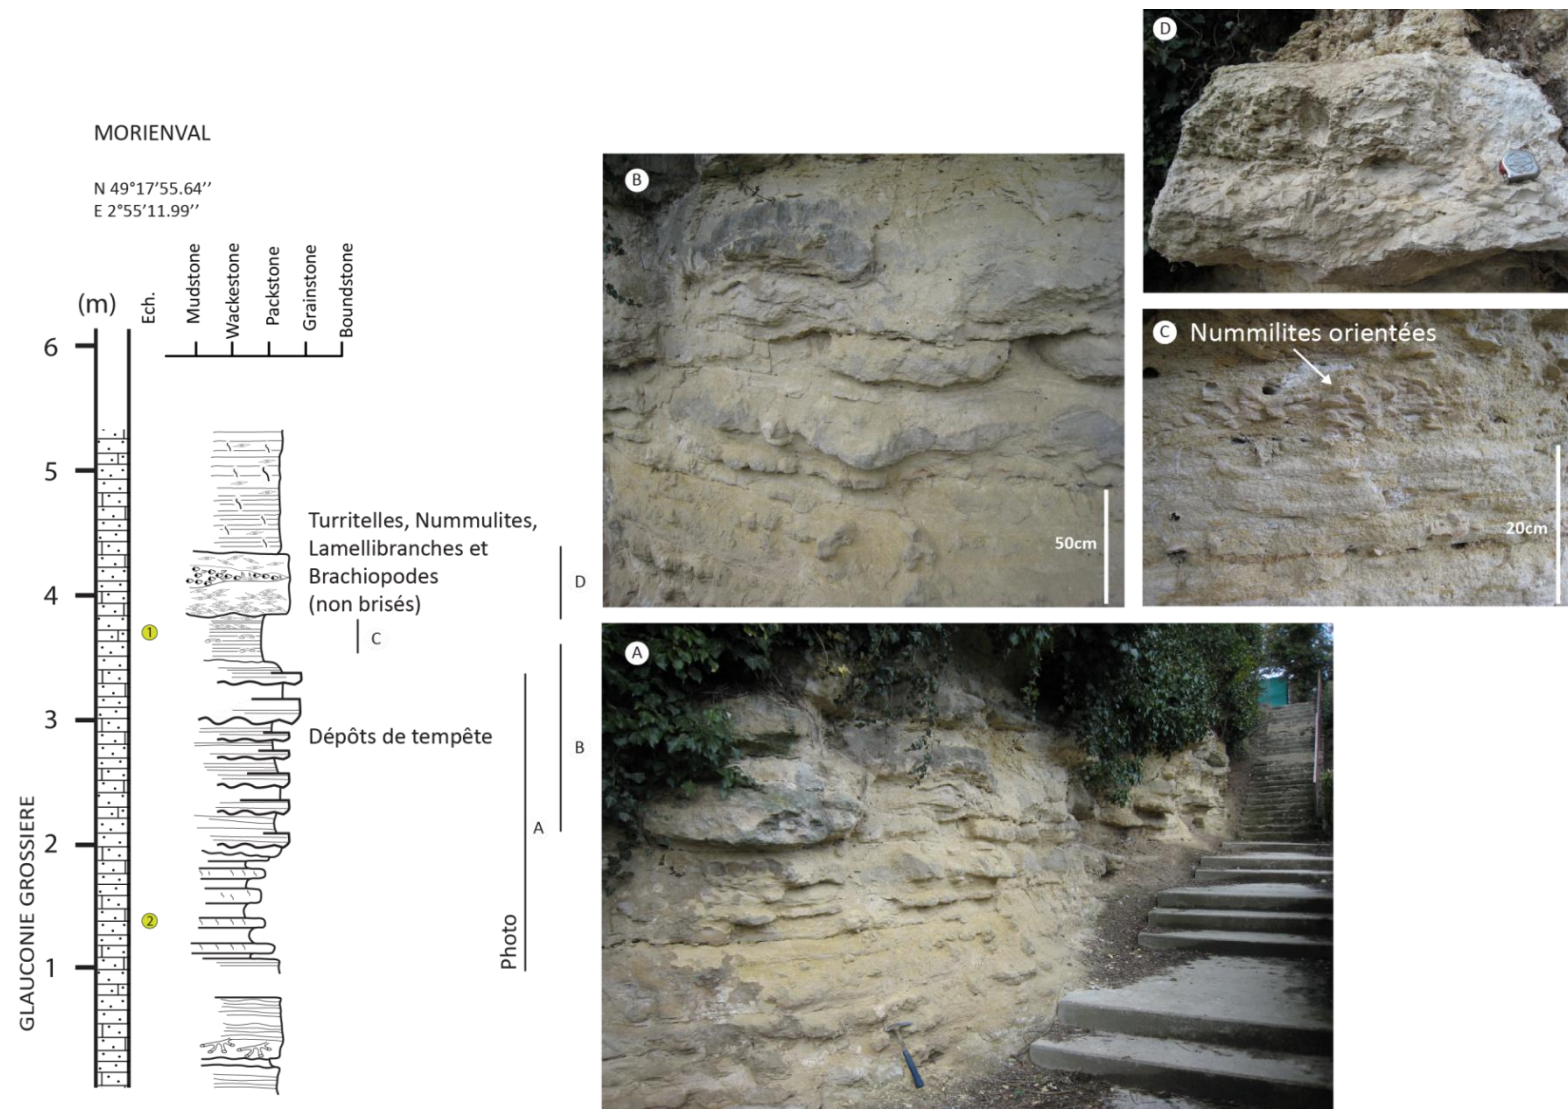 MORIENVAL
N 49°17’55.64’’
E 2°55’11.99’’
(m)
Ech.
Mudstone
Wackestone
Packstone
Grainstone
Boundstone
6
5
4
3
2
1
1
2
GLAUCONIE GROSSIERE
Turritelles, Nummulites,
Lamellibranches et
Brachiopodes
(non brisés)
Dépôts de tempête
D
C
B
A
Photo
B
50cm
D
C Nummilites orientées
20cm
A